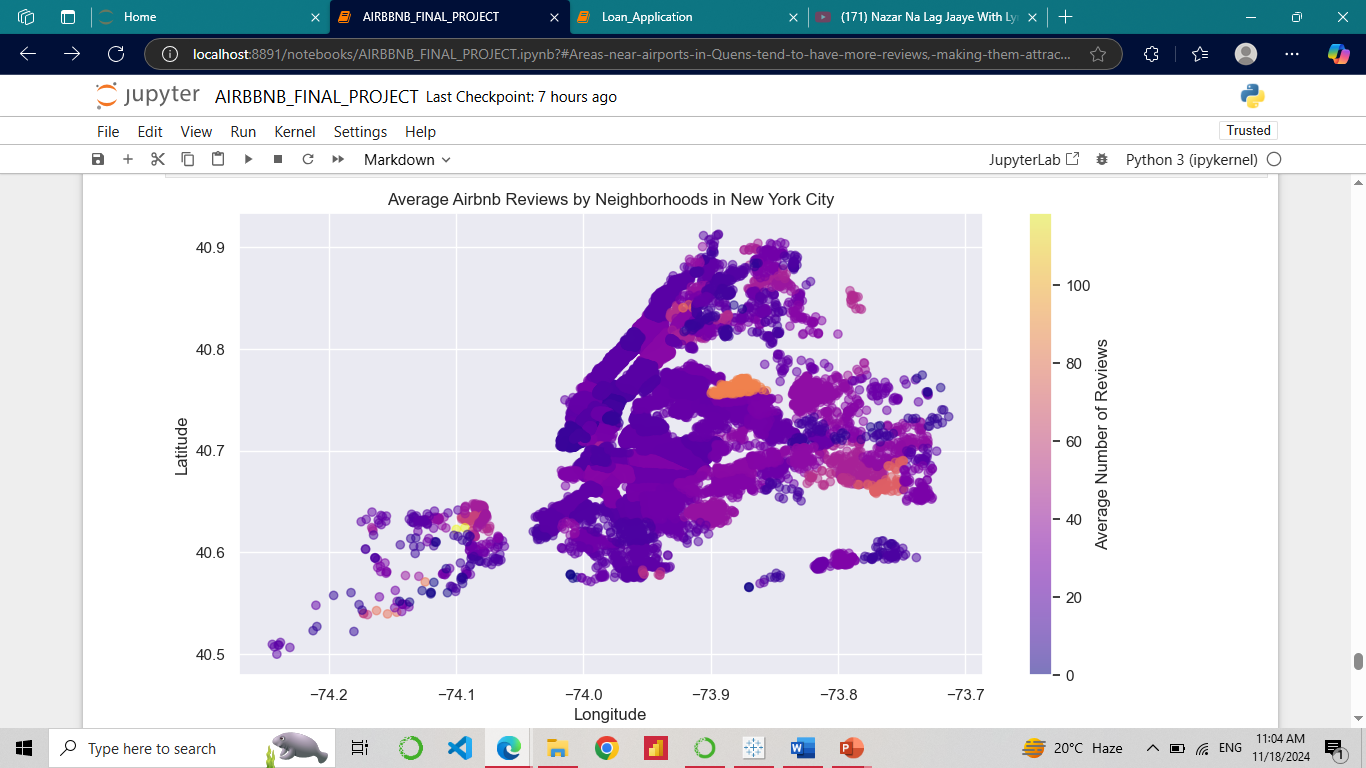 Home
AIRBBNB_FINAL_PROJECT
Loan_Application
(171) Nazar Na Lag Jaaye With Lyr
localhost:8891/notebooks/AIRBBNB_FINAL_PROJECT.ipynb?#Areas-near-airports-in-Quens-tend-to-have-more-reviews,-making-them-attrac...
jupyter AIRBBNB_FINAL_PROJECT Last Checkpoint: 7 hours ago
File Edit View Run Kernel Settings Help
Trusted
Markdown
JupyterLab
Python 3 (ipykernel)
Average Airbnb Reviews by Neighborhoods in New York City
40.9
40.8
40.7
40.6
40.5
Latitude
−74.2 −74.1 −74.0 −73.9 −73.8 −73.7
Longitude
100
80
60
40
20
0
Average Number of Reviews
Type here to search
20°C Haze
ENG
11:04 AM
11/18/2024
1